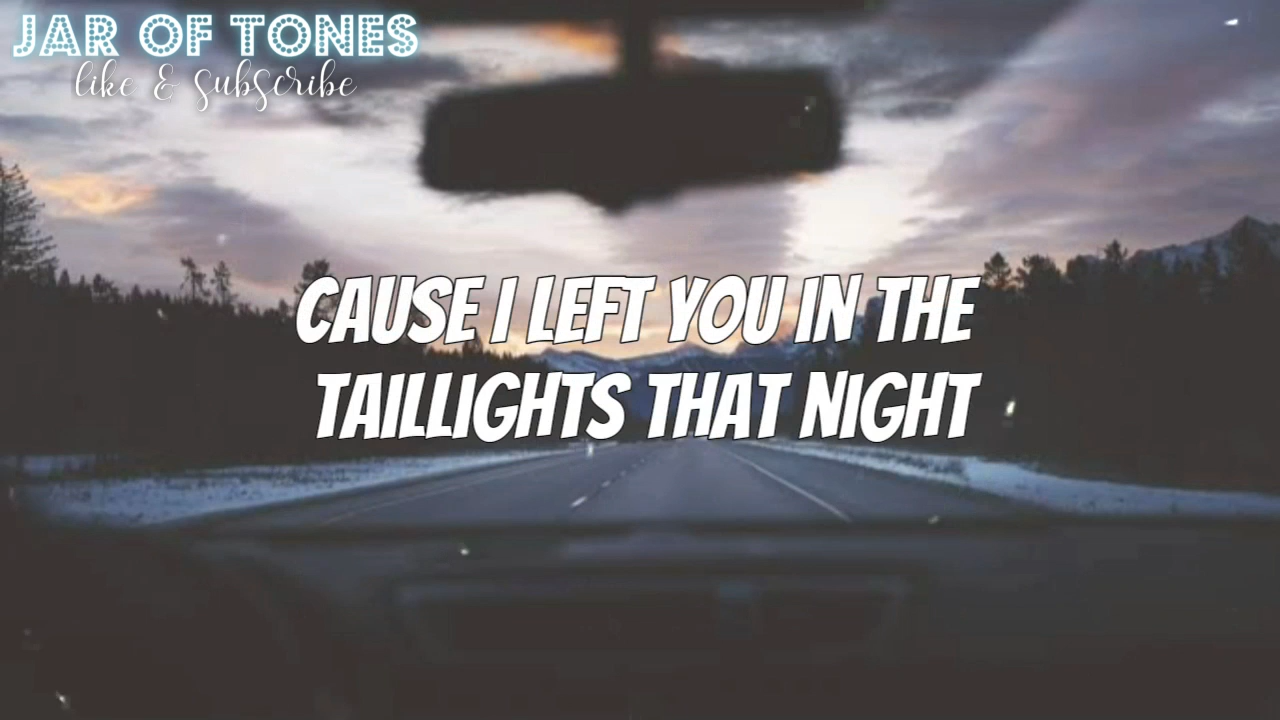 JAR OF TONES
like & subscribe
CAUSE I LEFT YOU IN THE
TAILLIGHTS THAT NIGHT